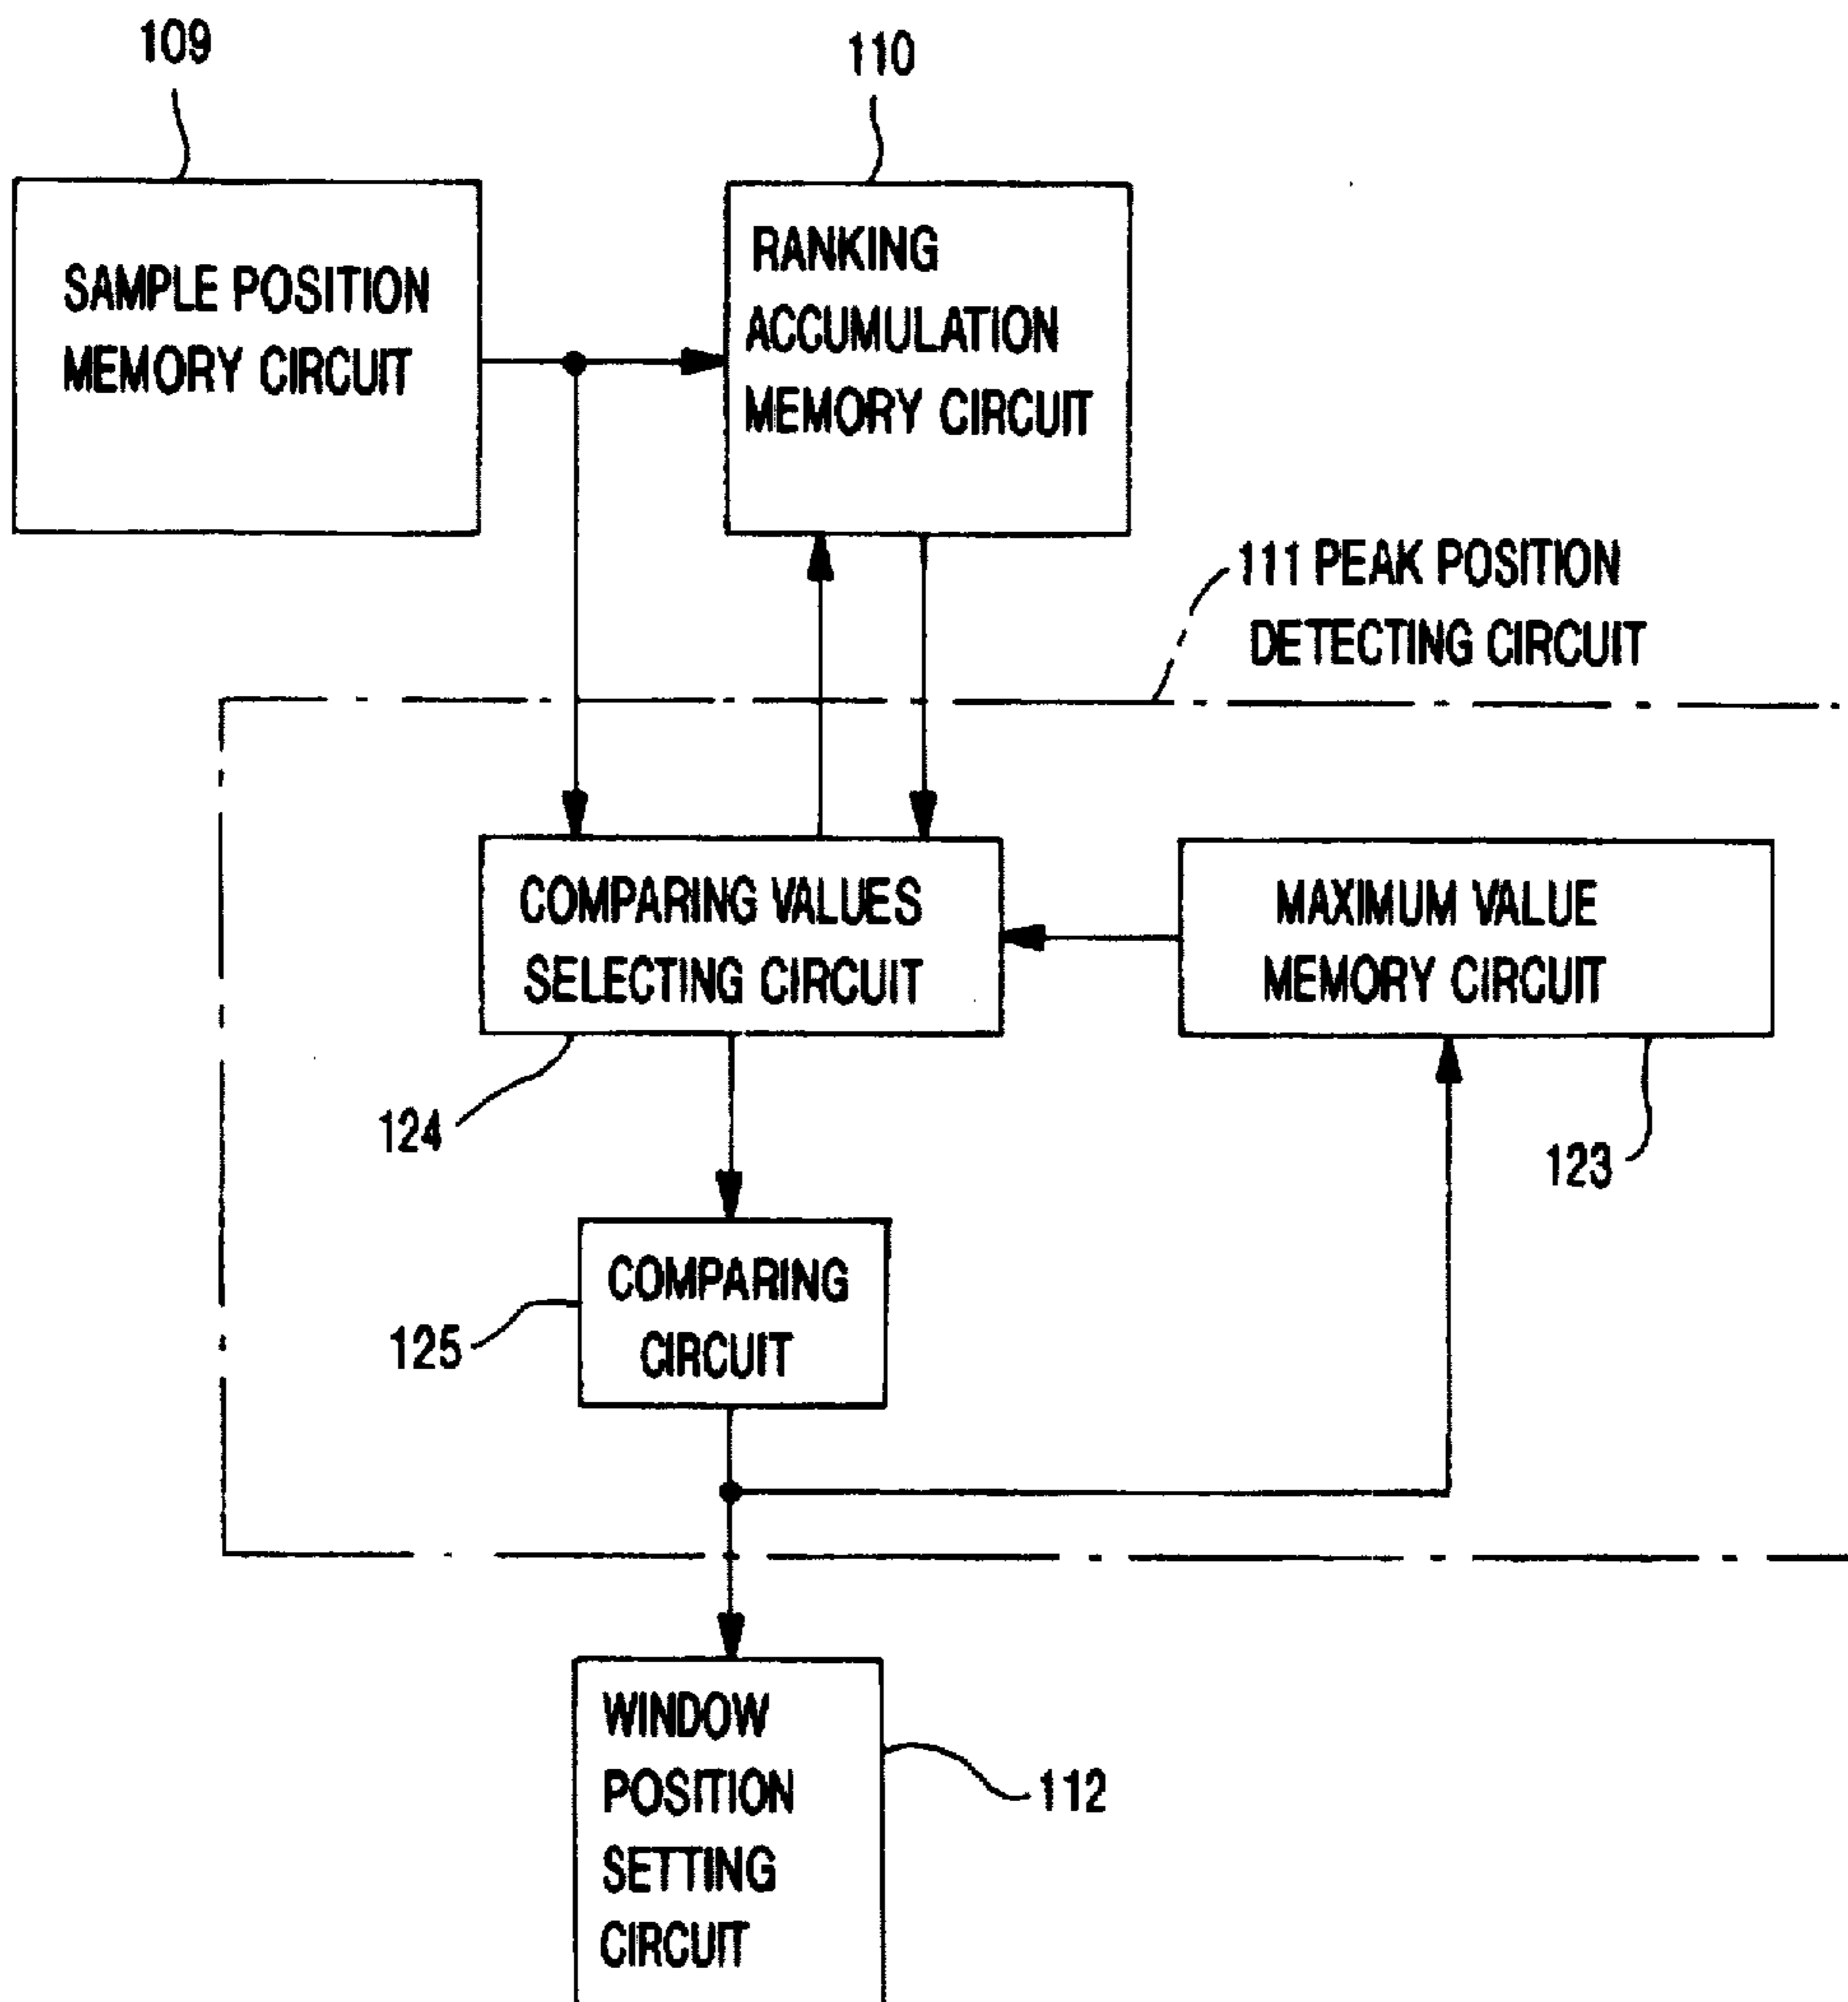 109
110
SAMPLE POSITION
MEMORY CIRCUIT
RANKING
ACCUMULATION
MEMORY CIRCUIT
111 PEAK POSITION
DETECTING CIRCUIT
COMPARING VALUES
SELECTING CIRCUIT
MAXIMUM VALUE
MEMORY CIRCUIT
124
123
COMPARING
CIRCUIT
125
WINDOW
POSITION
SETTING
CIRCUIT
112